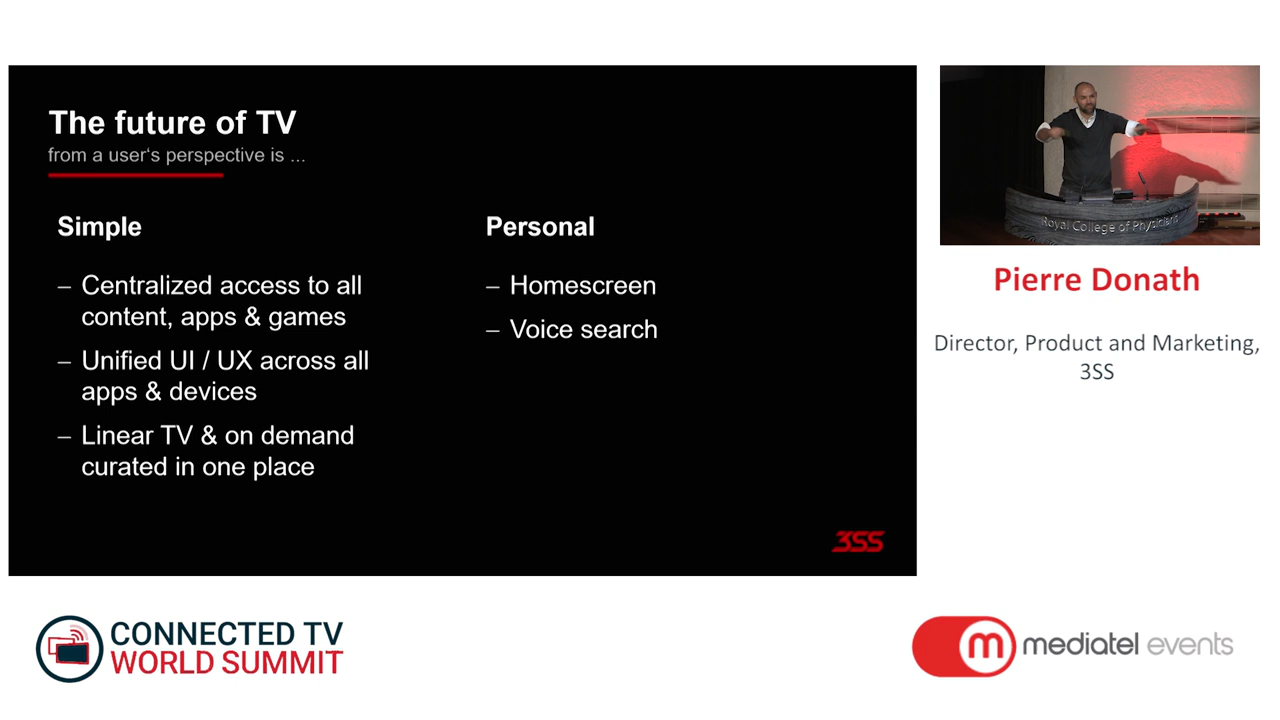 The future of TV
from a user‘s perspective is ...
Simple
– Centralized access to all
content, apps & games
– Unified UI / UX across all
apps & devices
– Linear TV & on demand
curated in one place
Personal
– Homescreen
– Voice search
3SS
Royal College of Physicians
Pierre Donath
Director, Product and Marketing,
3SS
CONNECTED TV
WORLD SUMMIT
m mediatel events